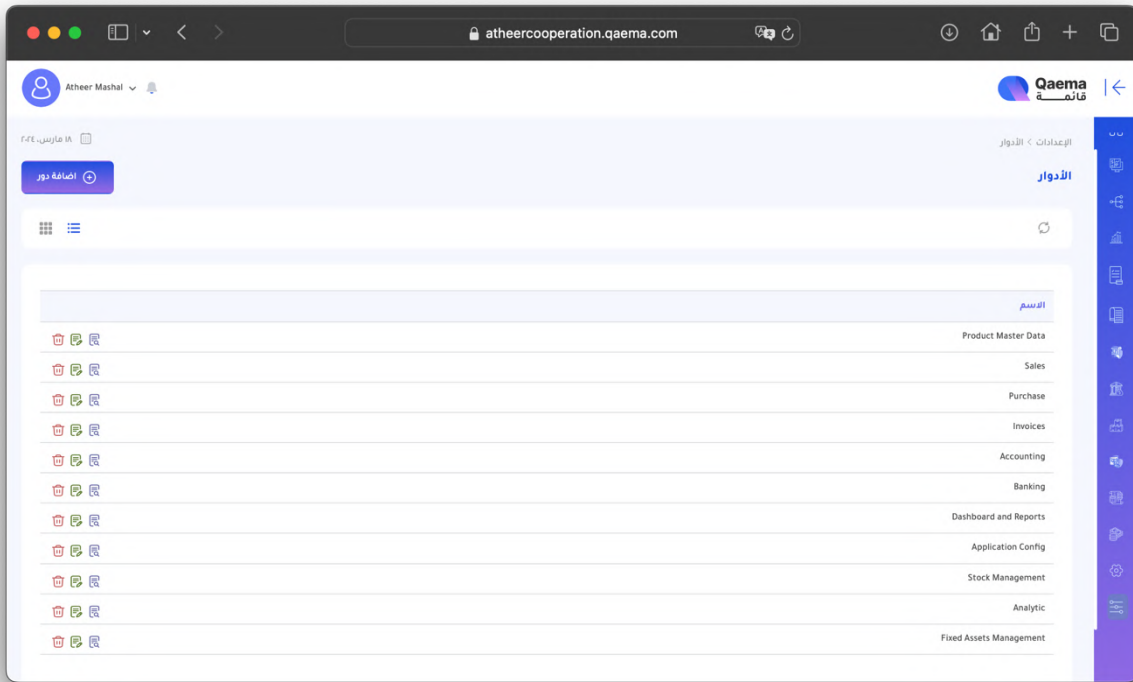 atheercooperation.qaema.com
Atheer Mashal
Qaema
قائمـــــة
١٨ مارس، ٢٠٢٤
الإعدادات > الأدوار
اضافة دور
الأدوار
الاسم
Product Master Data
Sales
Purchase
Invoices
Accounting
Banking
Dashboard and Reports
Application Config
Stock Management
Analytic
Fixed Assets Management